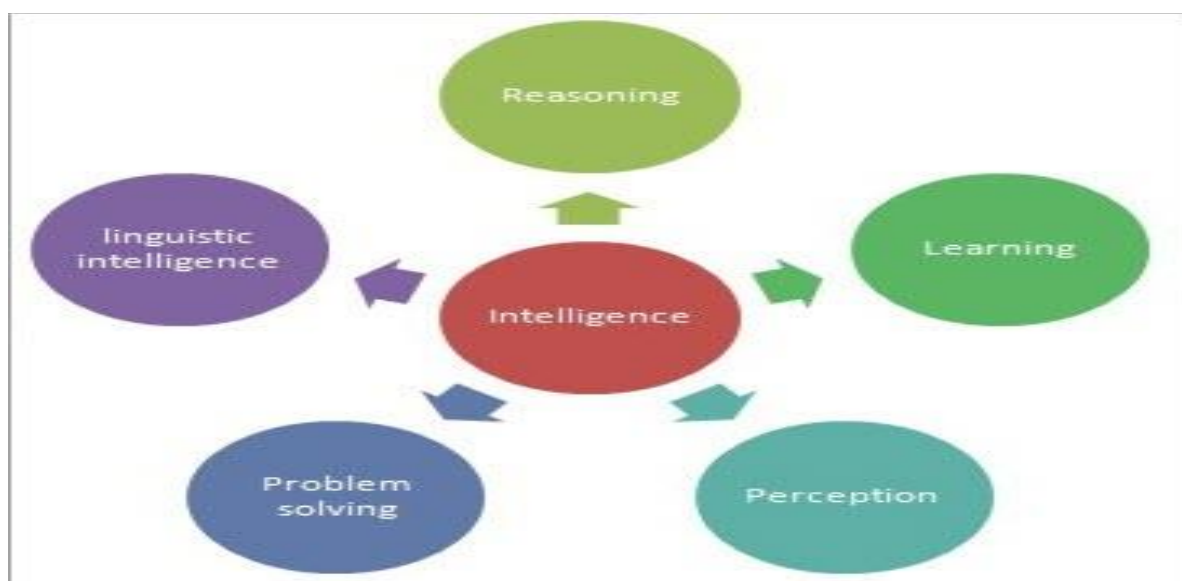 Reasoning
linguistic
intelligence
Learning
Intelligence
Problem
solving
Perception